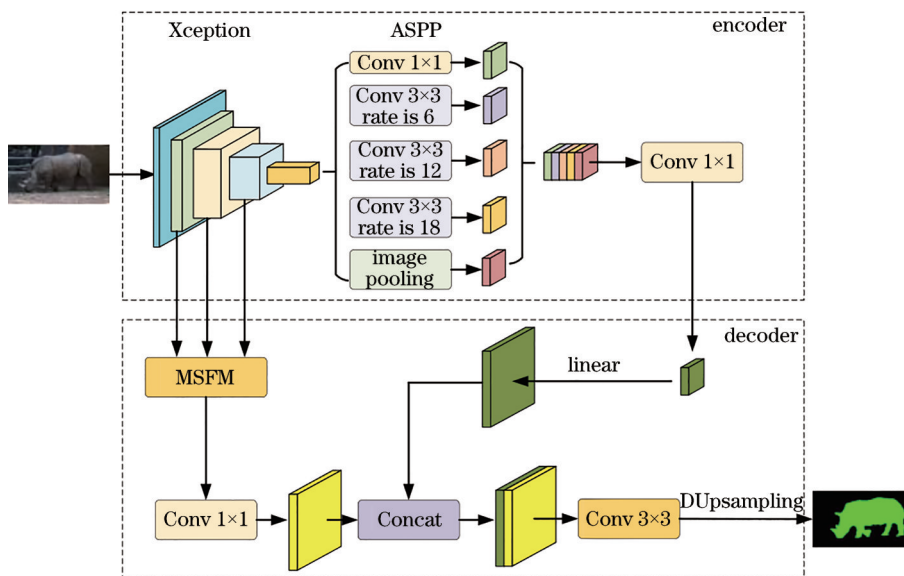 encoder
Xception
ASPP
Conv 1×1
Conv 3×3
rate is 6
Conv 3×3
rate is 12
Conv 3×3
rate is 18
image
pooling
Conv 1×1
decoder
MSFM
linear
Conv 1×1
Concat
Conv 3×3
DUpsampling